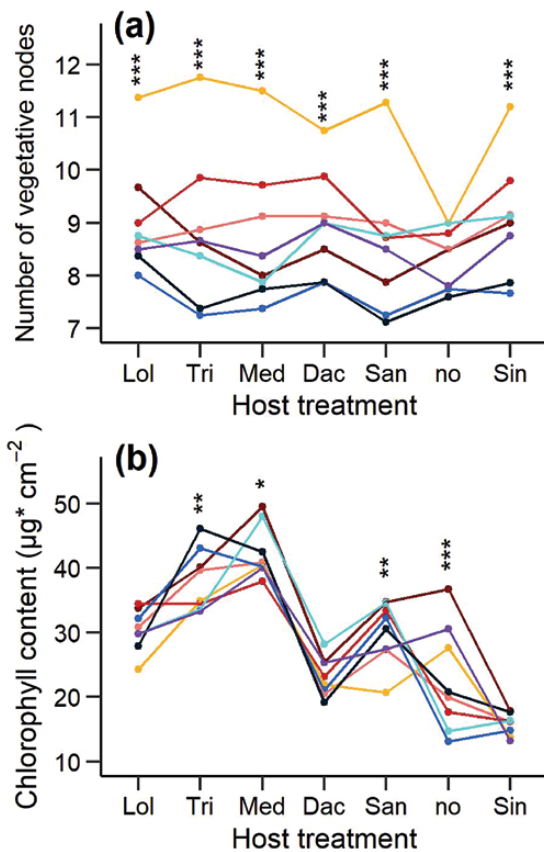 (a)
*** *** *** *** *** ***
Number of vegetative nodes
12
11
10
9
8
7
Lol Tri Med Dac San no Sin
Host treatment
(b)
** * ** ***
Chlorophyll content (µg* cm⁻²)
50
40
30
20
10
Lol Tri Med Dac San no Sin
Host treatment